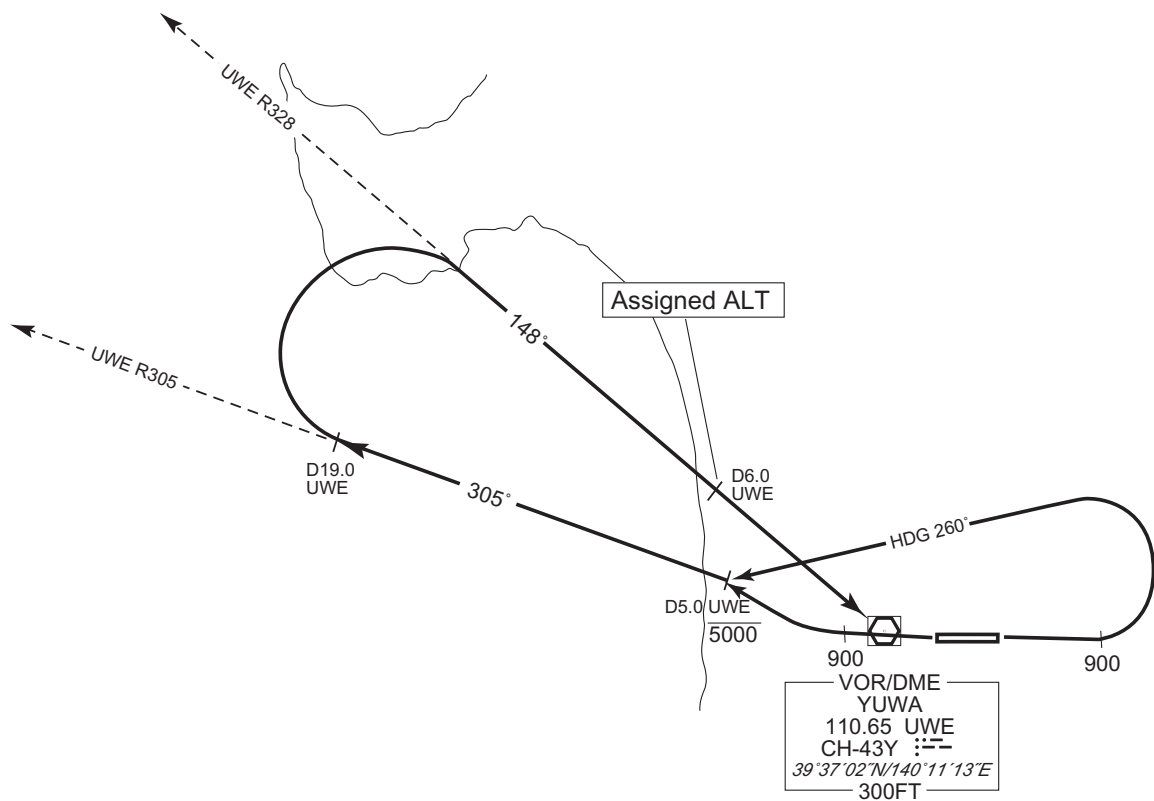 UWE R328
Assigned ALT
148°
UWE R305
D19.0
UWE
305°
D6.0
UWE
HDG 260°
D5.0 UWE
5000
900
900
VOR/DME
YUWA
110.65 UWE
CH-43Y
39°37´02˝N/140°11´13˝E
300FT